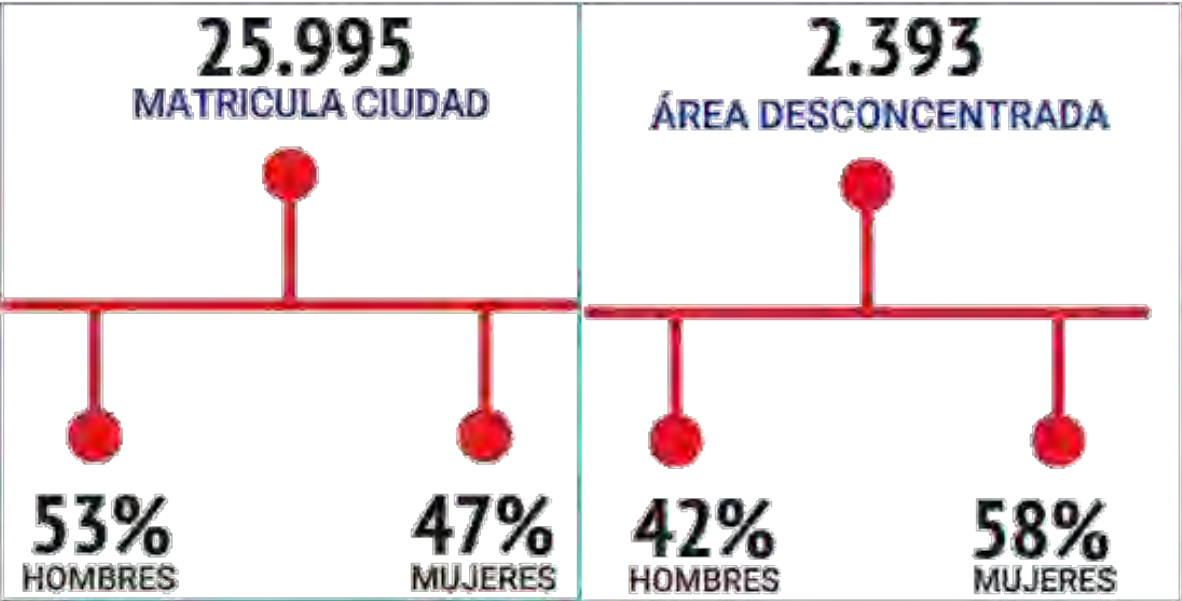 25.995
MATRICULA CIUDAD
53%
HOMBRES
47%
MUJERES
2.393
ÁREA DESCONCENTRADA
42%
HOMBRES
58%
MUJERES